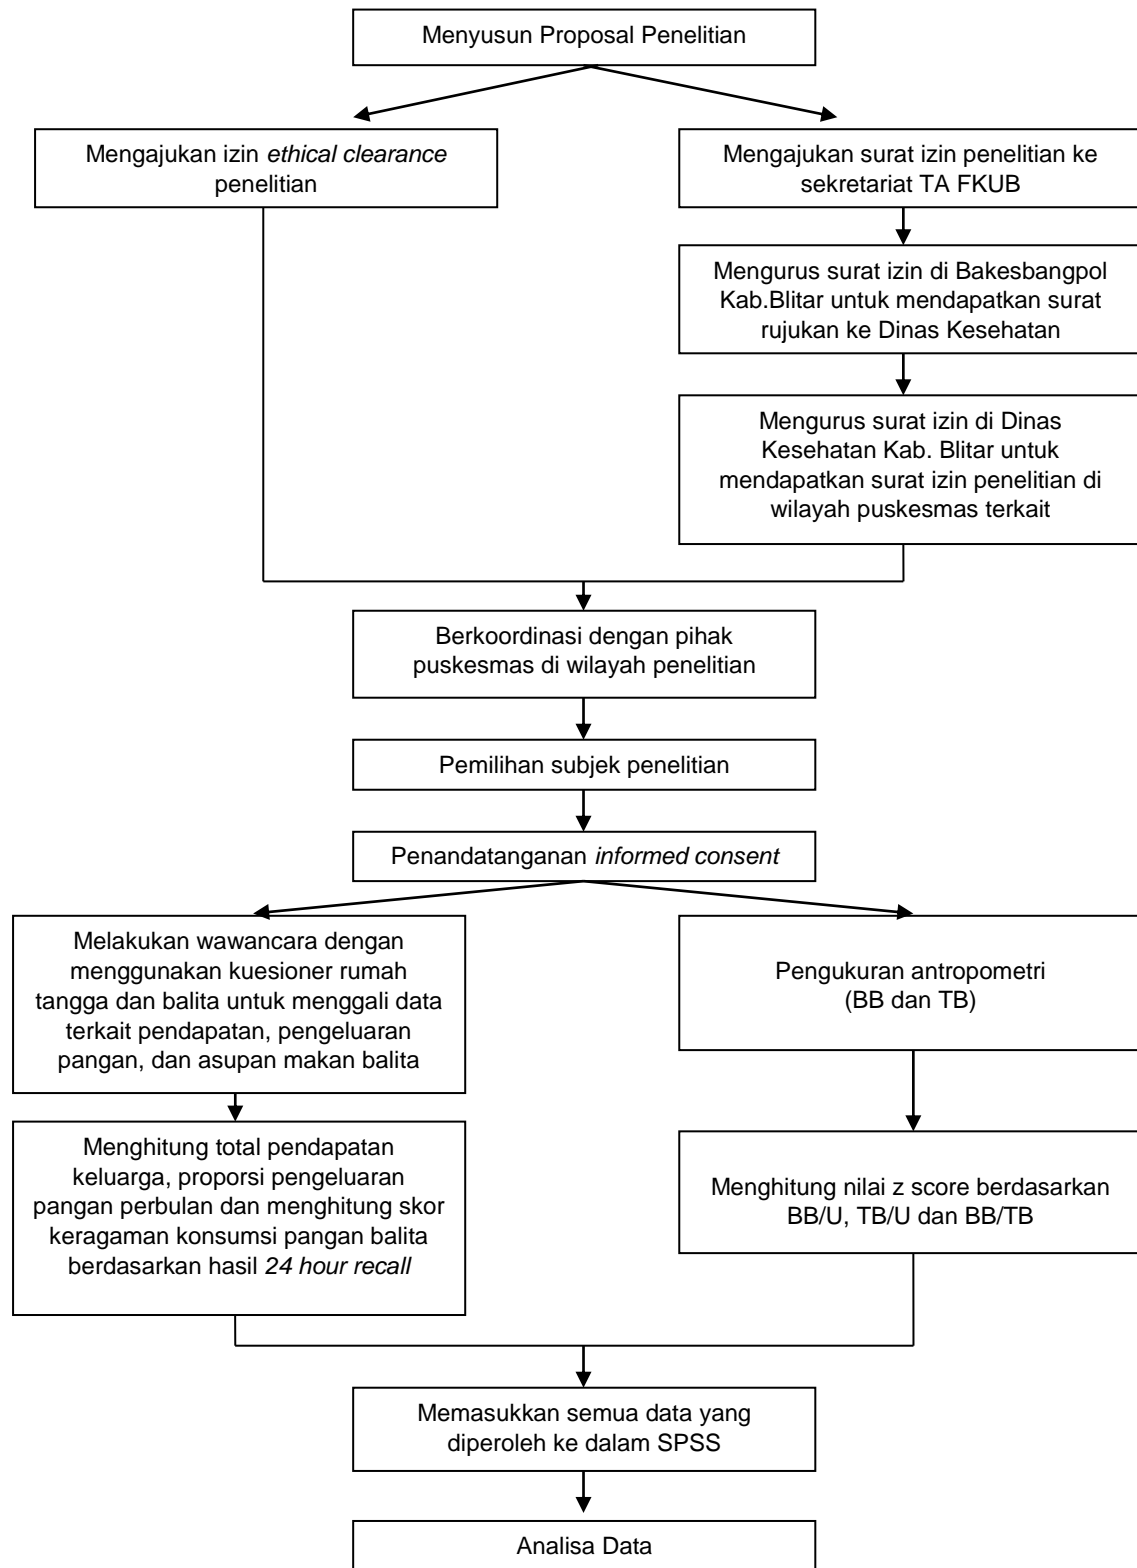 Menyusun Proposal Penelitian
Mengajukan izin ethical clearance
penelitian
Mengajukan surat izin penelitian ke
sekretariat TA FKUB
Mengurus surat izin di Bakesbangpol
Kab.Blitar untuk mendapatkan surat
rujukan ke Dinas Kesehatan
Mengurus surat izin di Dinas
Kesehatan Kab. Blitar untuk
mendapatkan surat izin penelitian di
wilayah puskesmas terkait
Berkoordinasi dengan pihak
puskesmas di wilayah penelitian
Pemilihan subjek penelitian
Penandatanganan informed consent
Melakukan wawancara dengan
menggunakan kuesioner rumah
tangga dan balita untuk menggali data
terkait pendapatan, pengeluaran
pangan, dan asupan makan balita
Pengukuran antropometri
(BB dan TB)
Menghitung total pendapatan
keluarga, proporsi pengeluaran
pangan perbulan dan menghitung skor
keragaman konsumsi pangan balita
berdasarkan hasil 24 hour recall
Menghitung nilai z score berdasarkan
BB/U, TB/U dan BB/TB
Memasukkan semua data yang
diperoleh ke dalam SPSS
Analisa Data